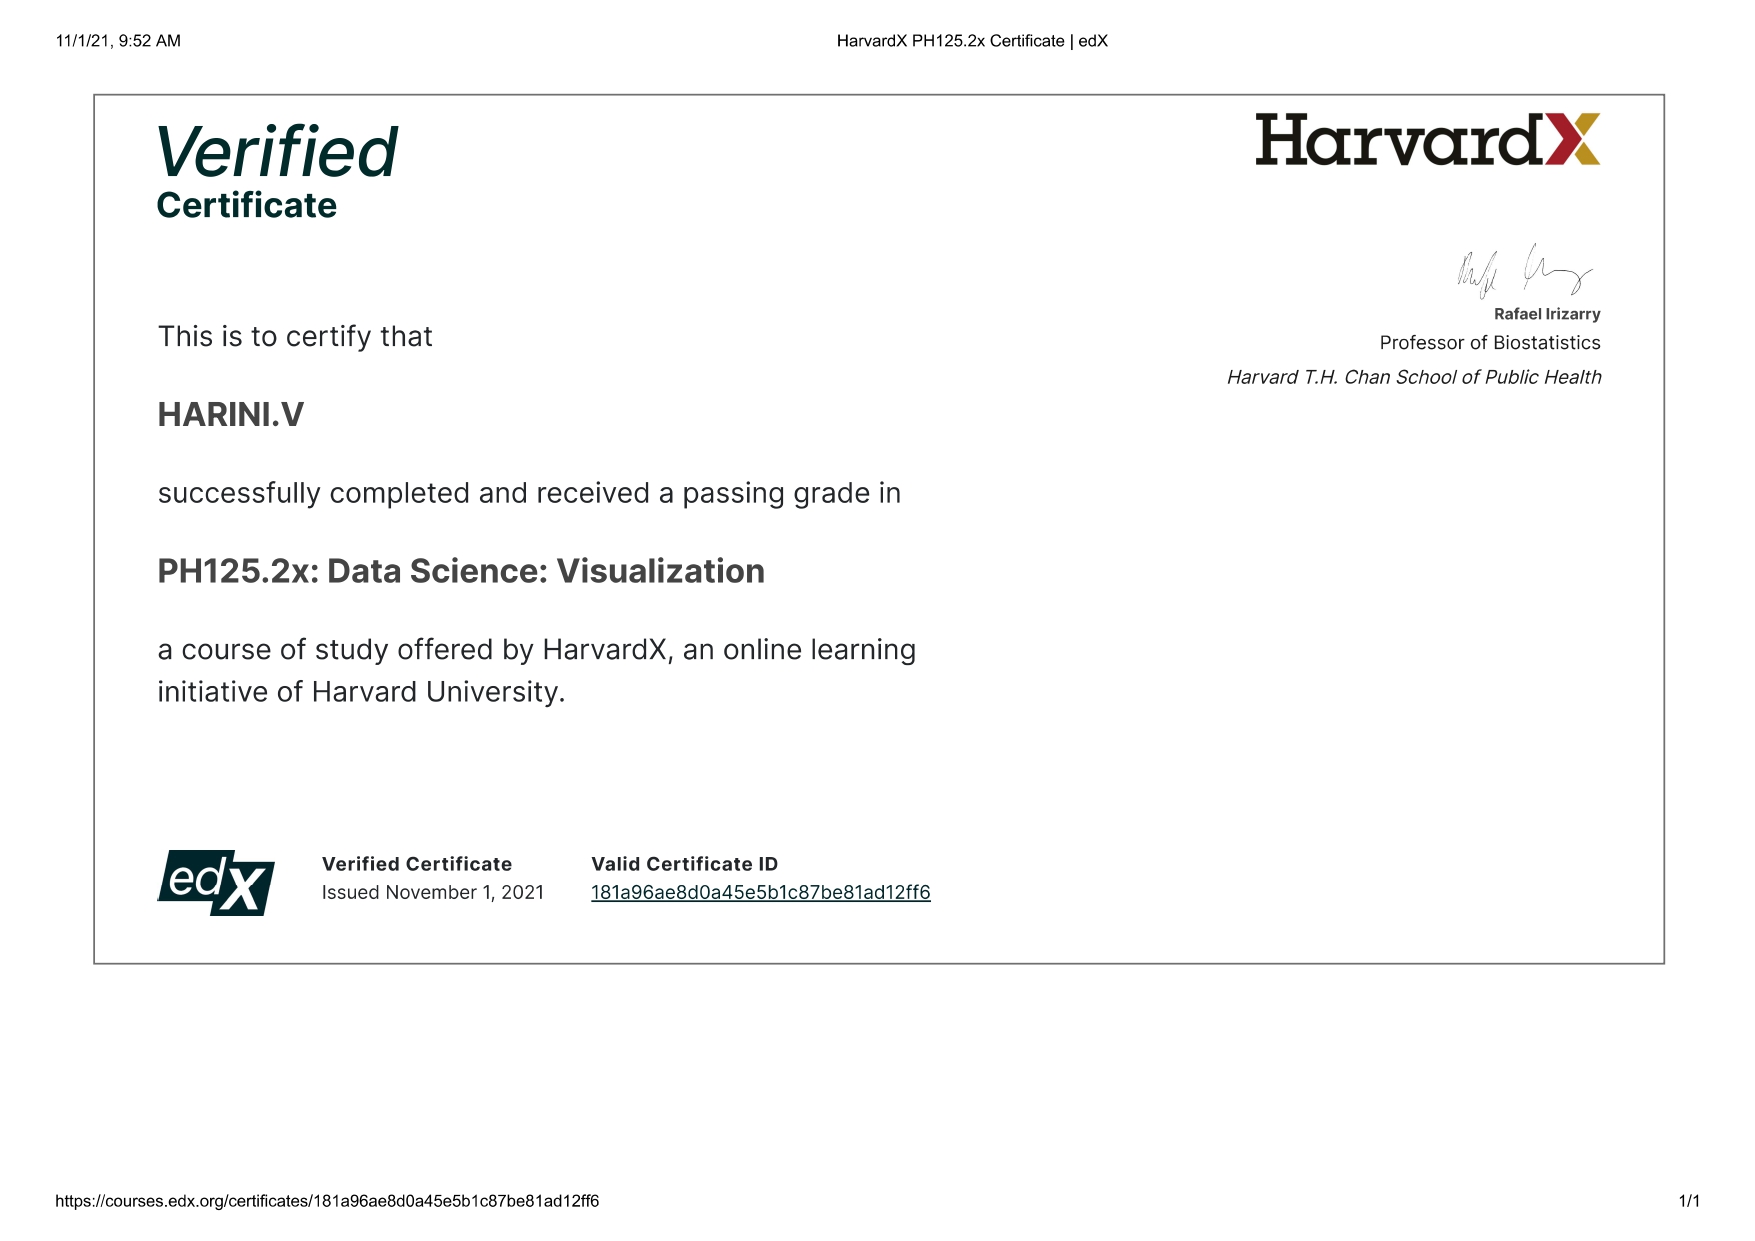 11/1/21, 9:52 AM
HarvardX PH125.2x Certificate | edX
Verified
Certificate
HarvardX
Rafael Irizarry
Professor of Biostatistics
Harvard T.H. Chan School of Public Health
This is to certify that
HARINI.V
successfully completed and received a passing grade in
PH125.2x: Data Science: Visualization
a course of study offered by HarvardX, an online learning
initiative of Harvard University.
edX
Verified Certificate
Issued November 1, 2021
Valid Certificate ID
181a96ae8d0a45e5b1c87be81ad12ff6
https://courses.edx.org/certificates/181a96ae8d0a45e5b1c87be81ad12ff6
1/1